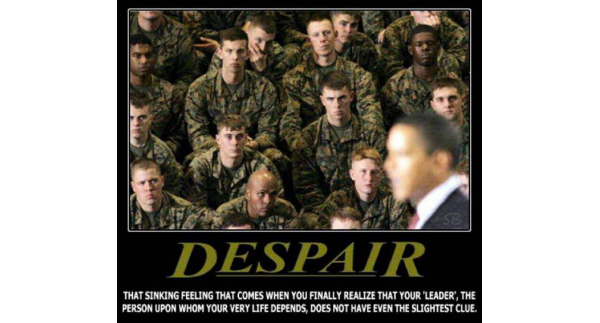 SB
DESPAIR
THAT SINKING FEELING THAT COMES WHEN YOU FINALLY REALIZE THAT YOUR 'LEADER', THE
PERSON UPON WHOM YOUR VERY LIFE DEPENDS, DOES NOT HAVE EVEN THE SLIGHTEST CLUE.